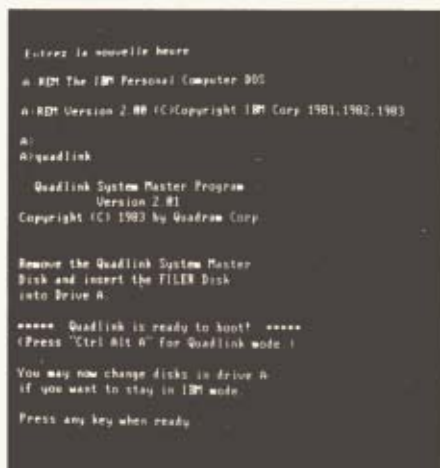 Entrez la nouvelle heure
A REM The IBM Personal Computer DOS
A:REM Version 2.00 (C)Copyright IBM Corp 1981,1982,1983
A:
A:quadlink
Quadlink System Master Program
Version 2.01
Copyright (C) 1983 by Quadram Corp
Remove the Quadlink System Master
Disk and insert the FILER Disk
into Drive A.
***** Quadlink is ready to boot! *****
(Press "Ctrl Alt A" for Quadlink mode )
You may now change disks in drive A
if you want to stay in IBM mode.
Press any key when ready